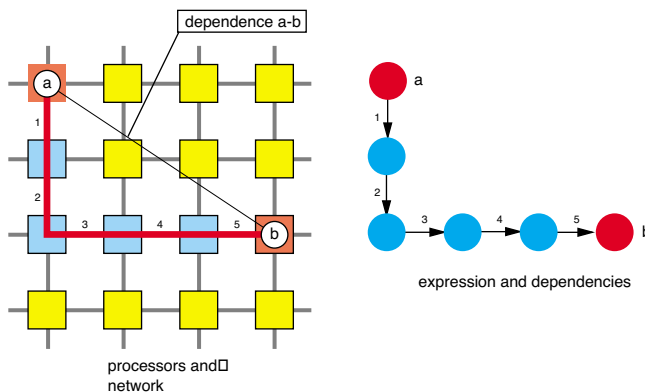 dependence a-b
a
a
1
1
2
2
3
4
5
b
3
4
5
b
expression and dependencies
processors and□
network